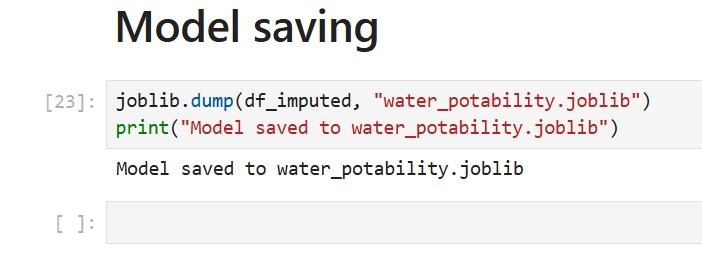 Model saving
[23]: joblib.dump(df_imputed, "water_potability.joblib")
print("Model saved to water_potability.joblib")
Model saved to water_potability.joblib
[ ]: